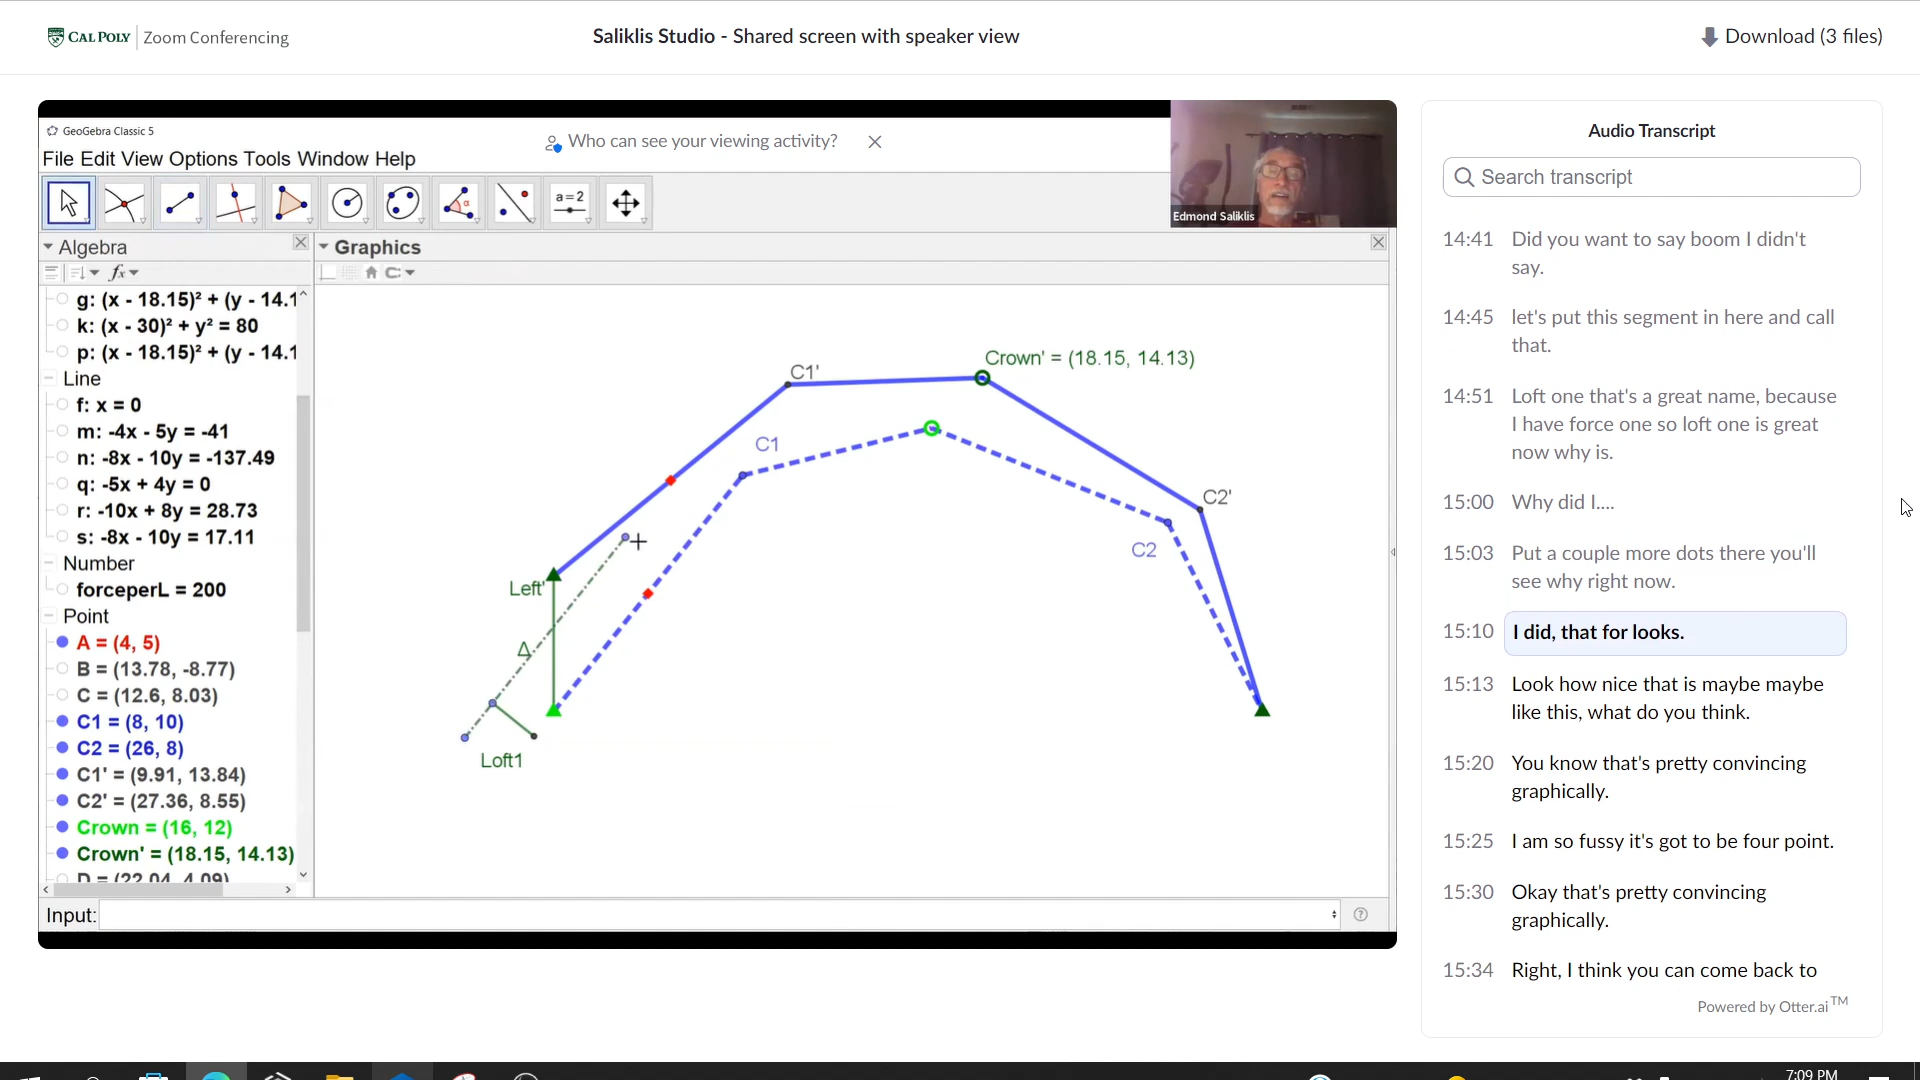 CAL POLY Zoom Conferencing
Saliklis Studio - Shared screen with speaker view
Download (3 files)
GeoGebra Classic 5
Who can see your viewing activity?
File Edit View Options Tools Window Help
a=2
Edmond Saliklis
Algebra
Graphics
g: (x - 18.15)² + (y - 14.1
k: (x - 30)² + y² = 80
p: (x - 18.15)² + (y - 14.1
Line
f: x = 0
m: -4x - 5y = -41
n: -8x - 10y = -137.49
q: -5x + 4y = 0
r: -10x + 8y = 28.73
s: -8x - 10y = 17.11
Number
forceperL = 200
Point
A = (4, 5)
B = (13.78, -8.77)
C = (12.6, 8.03)
C1 = (8, 10)
C2 = (26, 8)
C1' = (9.91, 13.84)
C2' = (27.36, 8.55)
Crown = (16, 12)
Crown' = (18.15, 14.13)
D = (22.04, 4.09)
Crown' = (18.15, 14.13)
C1'
C1
C2'
C2
Left'
Δ
Loft1
Input:
Audio Transcript
Search transcript
14:41 Did you want to say boom I didn't
say.
14:45 let's put this segment in here and call
that.
14:51 Loft one that's a great name, because
I have force one so loft one is great
now why is.
15:00 Why did I....
15:03 Put a couple more dots there you'll
see why right now.
15:10 I did, that for looks.
15:13 Look how nice that is maybe maybe
like this, what do you think.
15:20 You know that's pretty convincing
graphically.
15:25 I am so fussy it's got to be four point.
15:30 Okay that's pretty convincing
graphically.
15:34 Right, I think you can come back to
Powered by Otter.ai™
7:09 PM